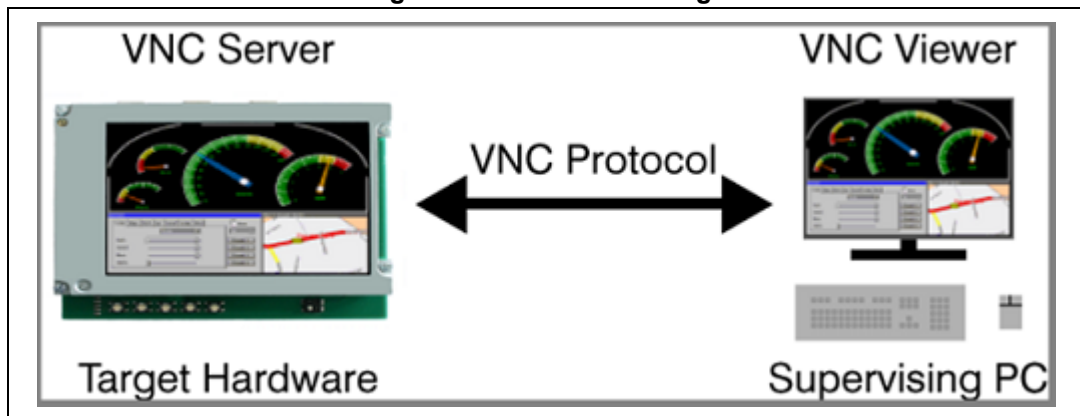 VNC Server
VNC Viewer
VNC Protocol
Target Hardware
Supervising PC